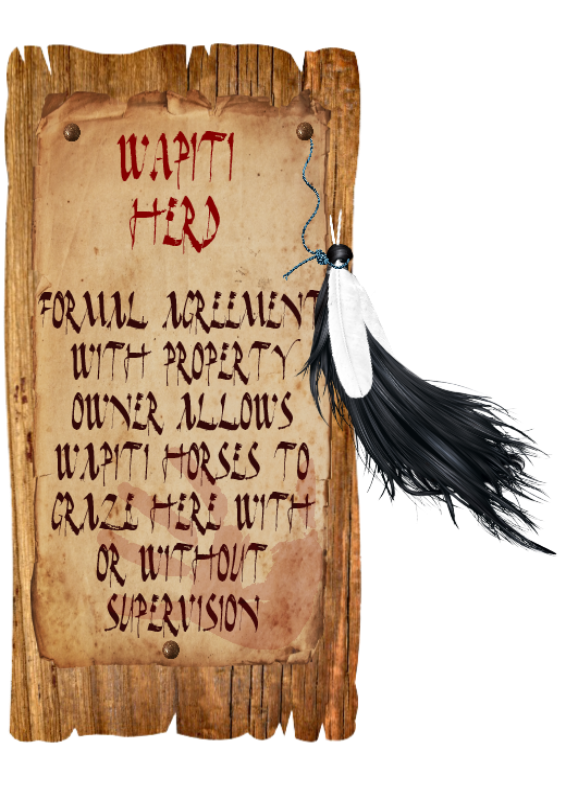 WAPITI
HERD
FORMAL AGREEMENT
WITH PROPERTY
OWNER ALLOWS
WAPITI HORSES TO
GRAZE HERE WITH
OR WITHOUT
SUPERVISION